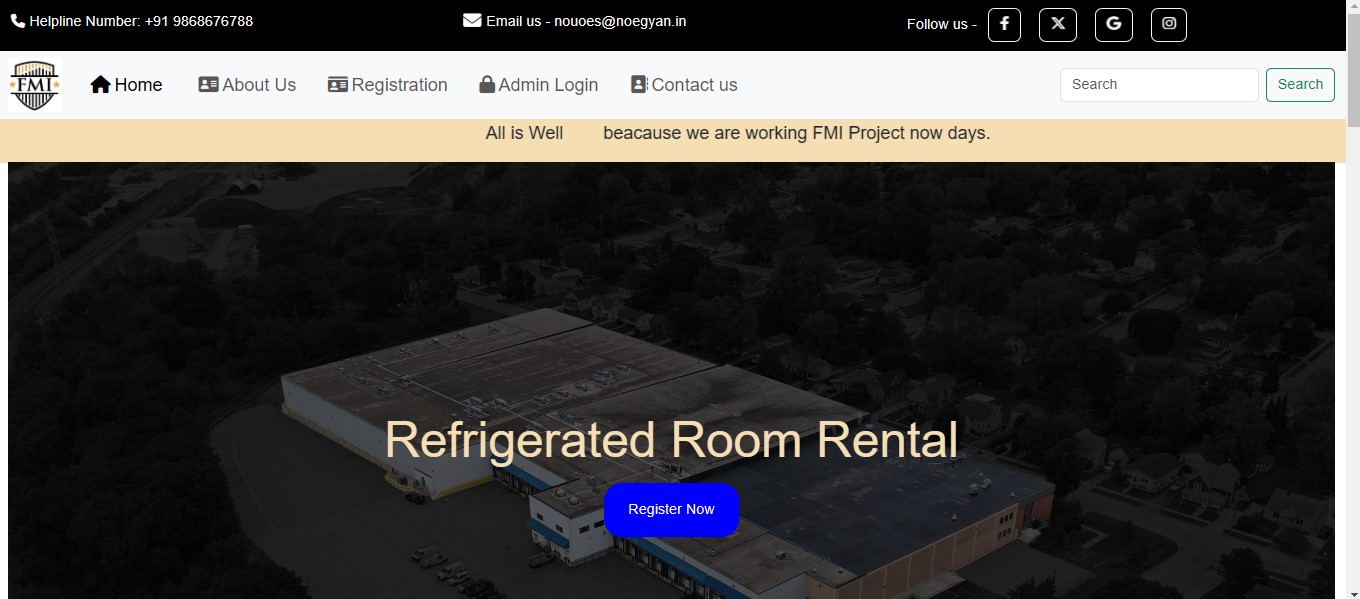 Helpline Number: +91 9868676788
Email us - nouoes@noegyan.in
Follow us -
FMI
Home
About Us
Registration
Admin Login
Contact us
Search
Search
All is Well beacause we are working FMI Project now days.
Refrigerated Room Rental
Register Now